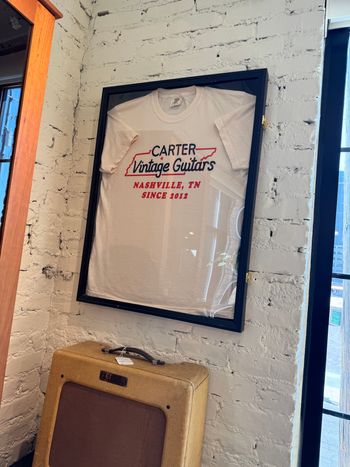 CARTER
Vintage Guitars
NASHVILLE, TN
SINCE 2012